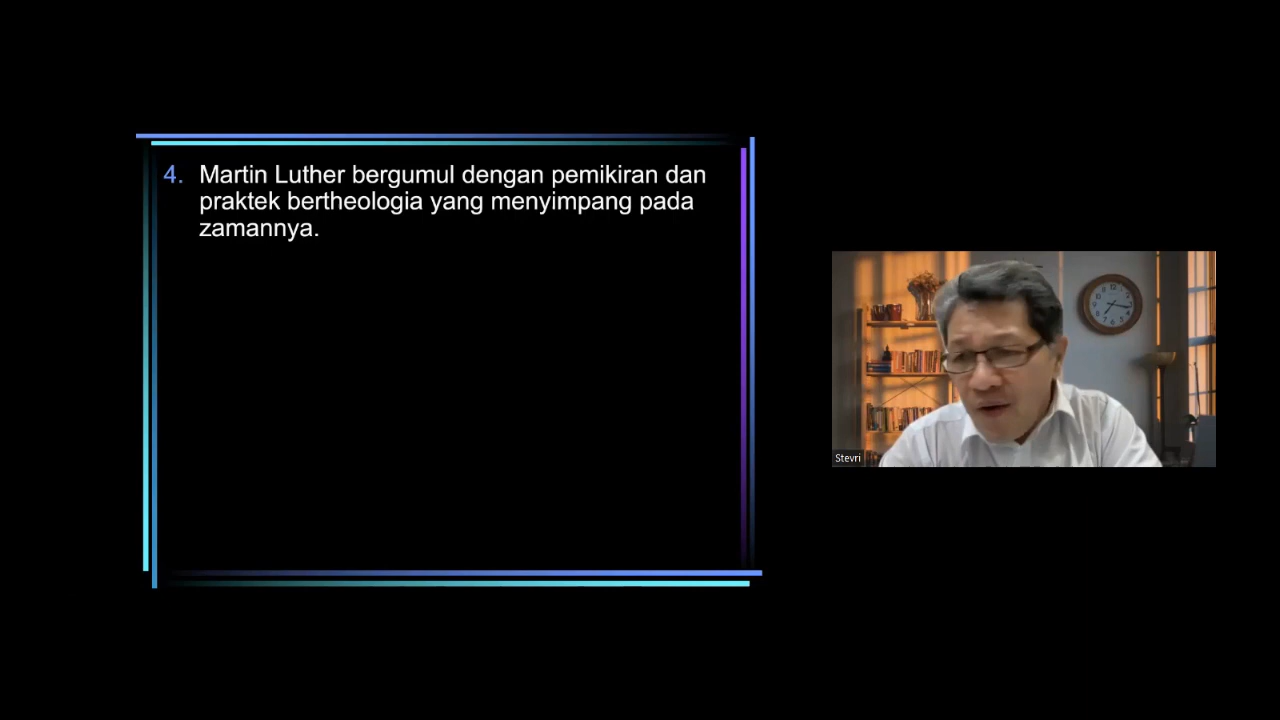 4. Martin Luther bergumul dengan pemikiran dan
praktek bertheologia yang menyimpang pada
zamannya.
Stevri